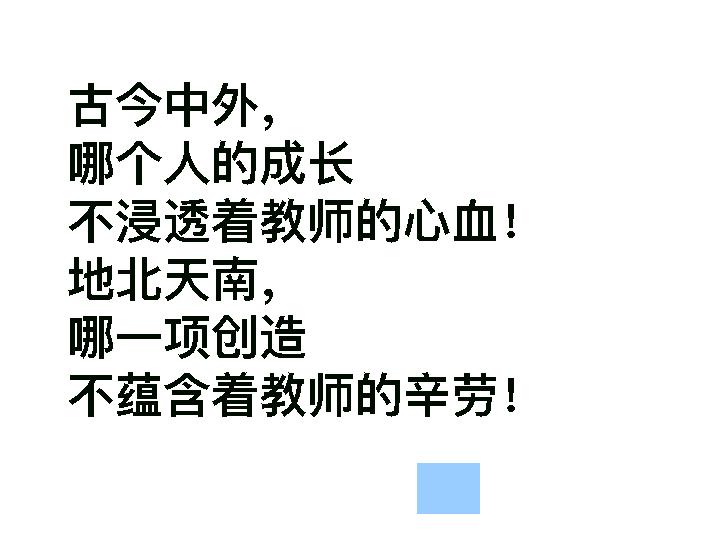 古今中外，
哪个人的成长
不浸透着教师的心血！
地北天南，
哪一项创造
不蕴含着教师的辛劳！